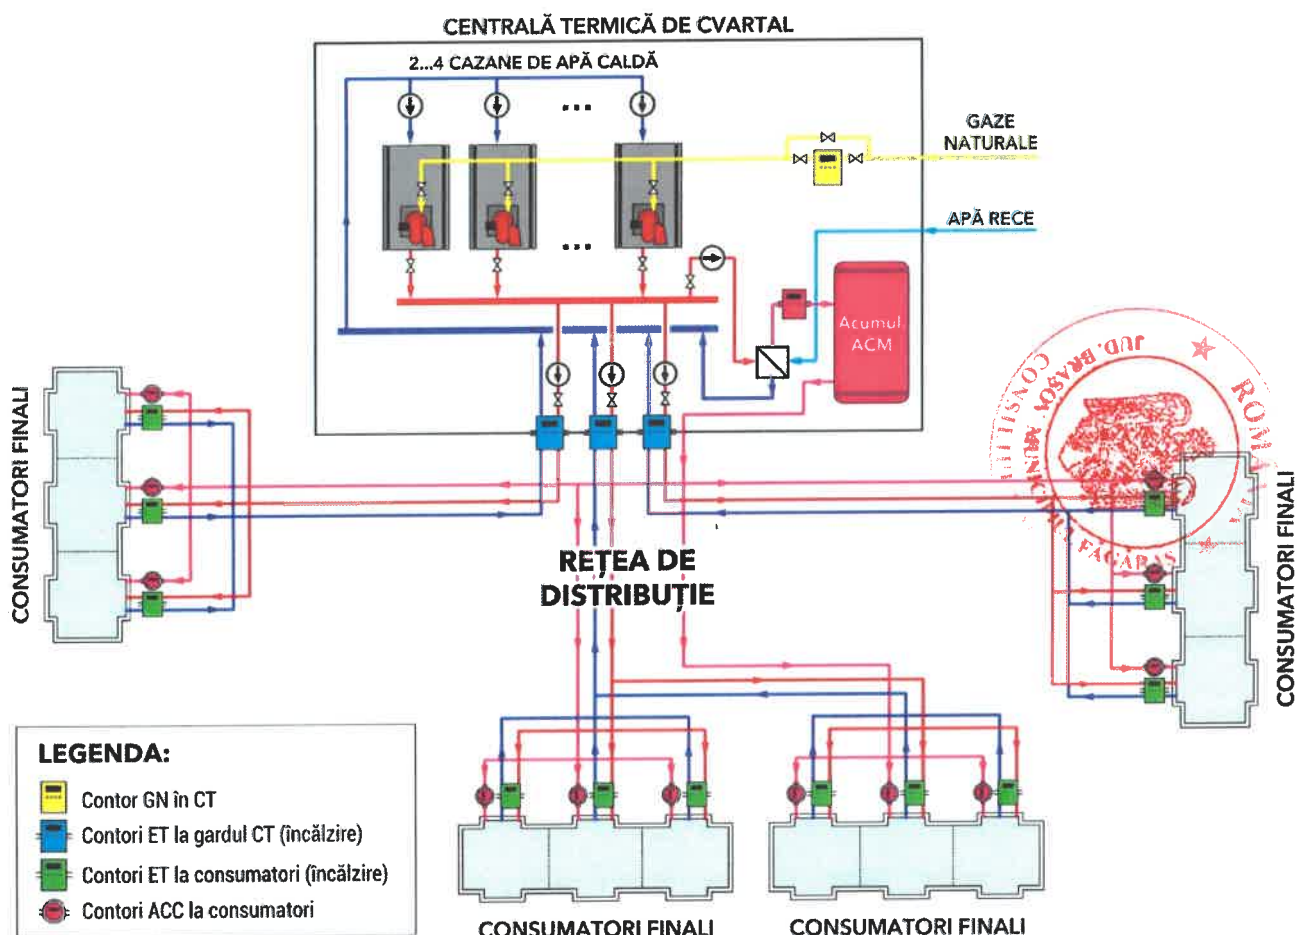 CENTRALĂ TERMICĂ DE CVARTAL
2...4 CAZANE DE APĂ CALDĂ
...
GAZE
NATURALE
APĂ RECE
...
Acumul
ACM
JUD. BRAȘOV
ROMÂNIA
CONSILIUL
MUNICIPIUL FĂGĂRAȘ
CONSUMATORI FINALI
CONSUMATORI FINALI
REȚEA DE
DISTRIBUȚIE
LEGENDA:
Contor GN în CT
Contori ET la gardul CT (încălzire)
Contori ET la consumatori (încălzire)
Contori ACC la consumatori
CONSUMATORI FINALI
CONSUMATORI FINALI